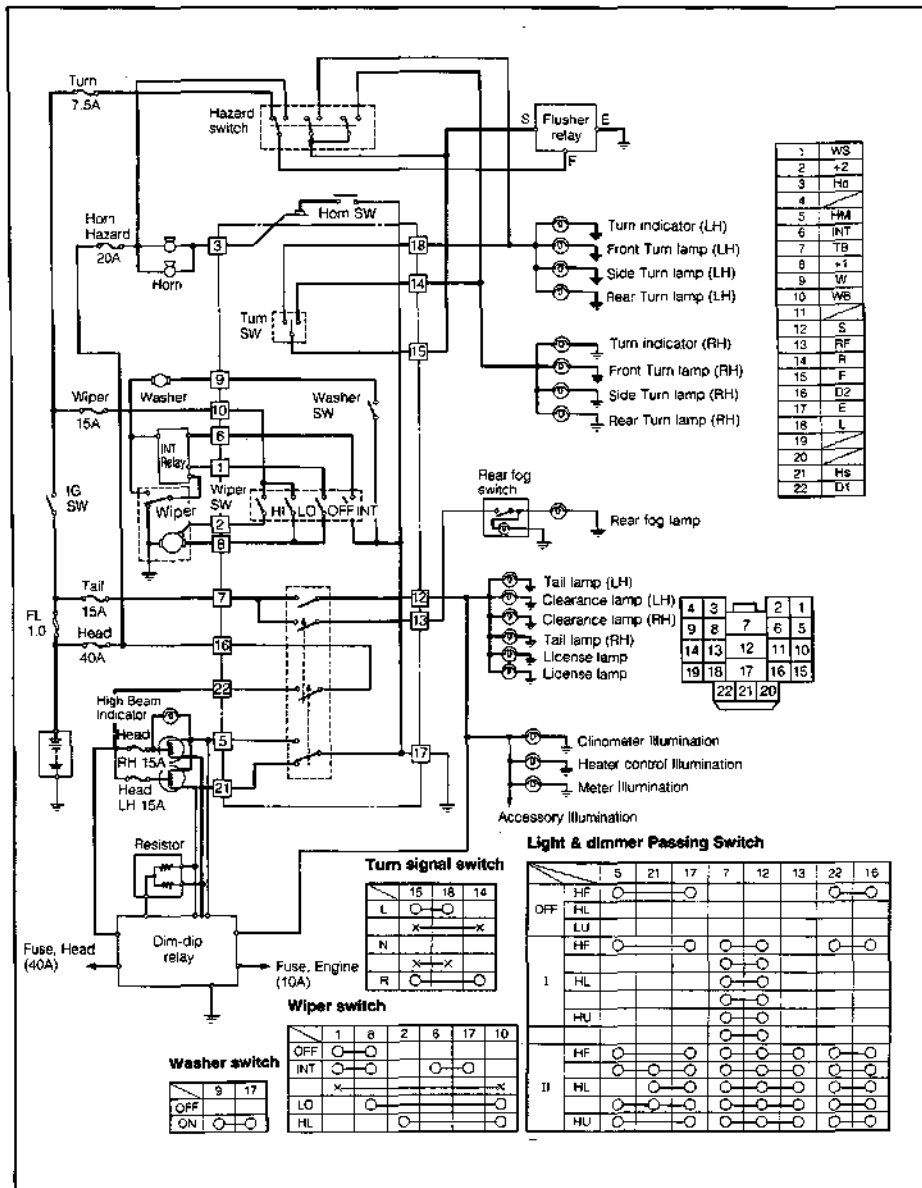 Turn
7.5A
Hazard
switch
S
Flusher
relay
E
F
Horn SW
Horn
Hazard
20A
Horn
3
18
14
15
Turn
SW
Turn indicator (LH)
Front Turn lamp (LH)
Side Turn lamp (LH)
Rear Turn lamp (LH)
Turn indicator (RH)
Front Turn lamp (RH)
Side Turn lamp (RH)
Rear Turn lamp (RH)
1 WS
2 +2
3 Ho
4
5 HM
6 INT
7 TB
8 +1
9 W
10 WB
11
12 S
13 RF
14 R
15 F
16 D2
17 E
18 L
19
20
21 Hs
22 D1
Washer
9
Washer
SW
Wiper
15A
10
6
INT
Relay
1
Wiper
SW
HI LO OFF INT
IG
SW
Wiper
2
8
Rear fog
switch
Rear fog lamp
Tail
15A
7
12
13
FL
1.0
Head
40A
16
22
Tail lamp (LH)
Clearance lamp (LH)
Clearance lamp (RH)
Tail lamp (RH)
License lamp
License lamp
4 3 2 1
9 8 7 6 5
14 13 12 11 10
19 18 17 16 15
22 21 20
High Beam
Indicator
Head
RH 15A
5
17
21
Head
LH 15A
Clinometer Illumination
Heater control Illumination
Meter Illumination
Accessory Illumination
Resistor
Dim-dip
relay
Fuse, Head
(40A)
Fuse, Engine
(10A)
Turn signal switch
15 18 14
L
N
R
Light & dimmer Passing Switch
5 21 17 7 12 13 22 16
OFF
HF
HL
LU
I
HF
HL
HU
II
HF
HL
HU
Wiper switch
1 8 2 6 17 10
OFF
INT
LO
HL
Washer switch
9 17
OFF
ON